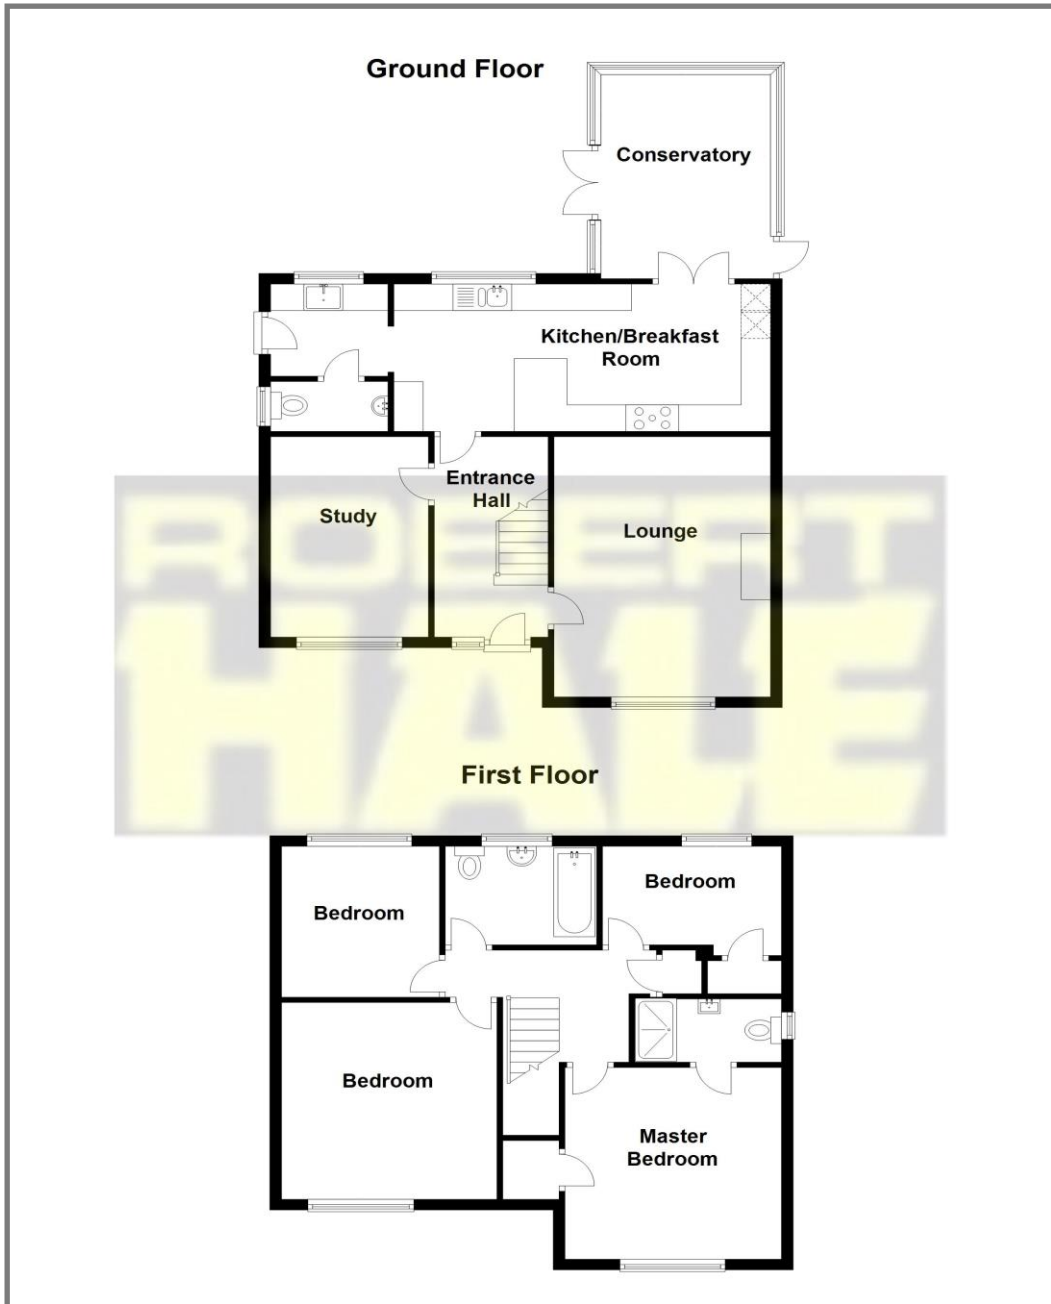 Ground Floor
Conservatory
Kitchen/Breakfast
Room
Entrance
Hall
Study
Lounge
ROBERT
HALE
First Floor
Bedroom
Bedroom
Bedroom
Master
Bedroom